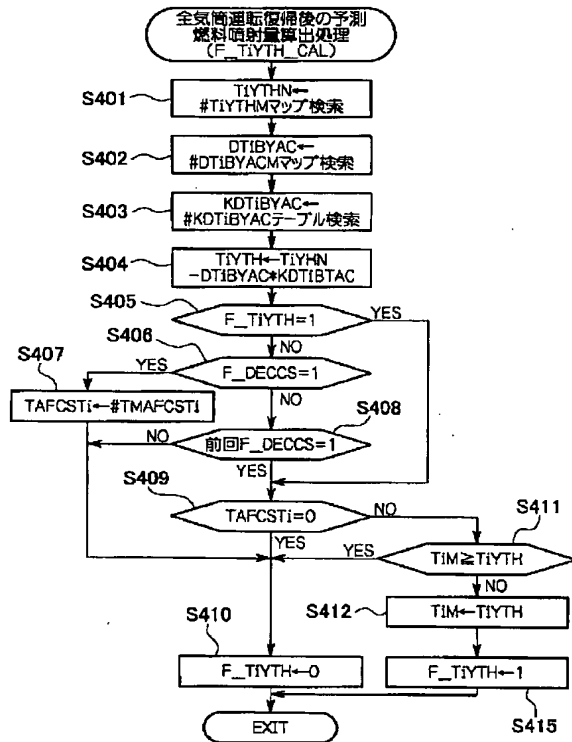 全気筒運転復帰後の予測
燃料噴射量算出処理
(F_TiYTH_CAL)
S401
TiYTHN←
#TiYTHMマップ検索
S402
DTiBYAC←
#DTiBYACMマップ検索
S403
KDTiBYAC←
#KDTiBYACテーブル検索
S404
TiYTH←TiYHN
-DTiBYAC*KDTIBTAC
S405
F_TiYTH=1
YES
NO
S406
F_DECCS=1
YES
NO
S407
TAFCSTi←#TMAFCSTi
S408
前回F_DECCS=1
NO
YES
S409
TAFCSTi=0
NO
YES
S411
TiM≧TiYTH
YES
NO
S412
TiM←TiYTH
S410
F_TiYTH←0
F_TiYTH←1
S415
EXIT